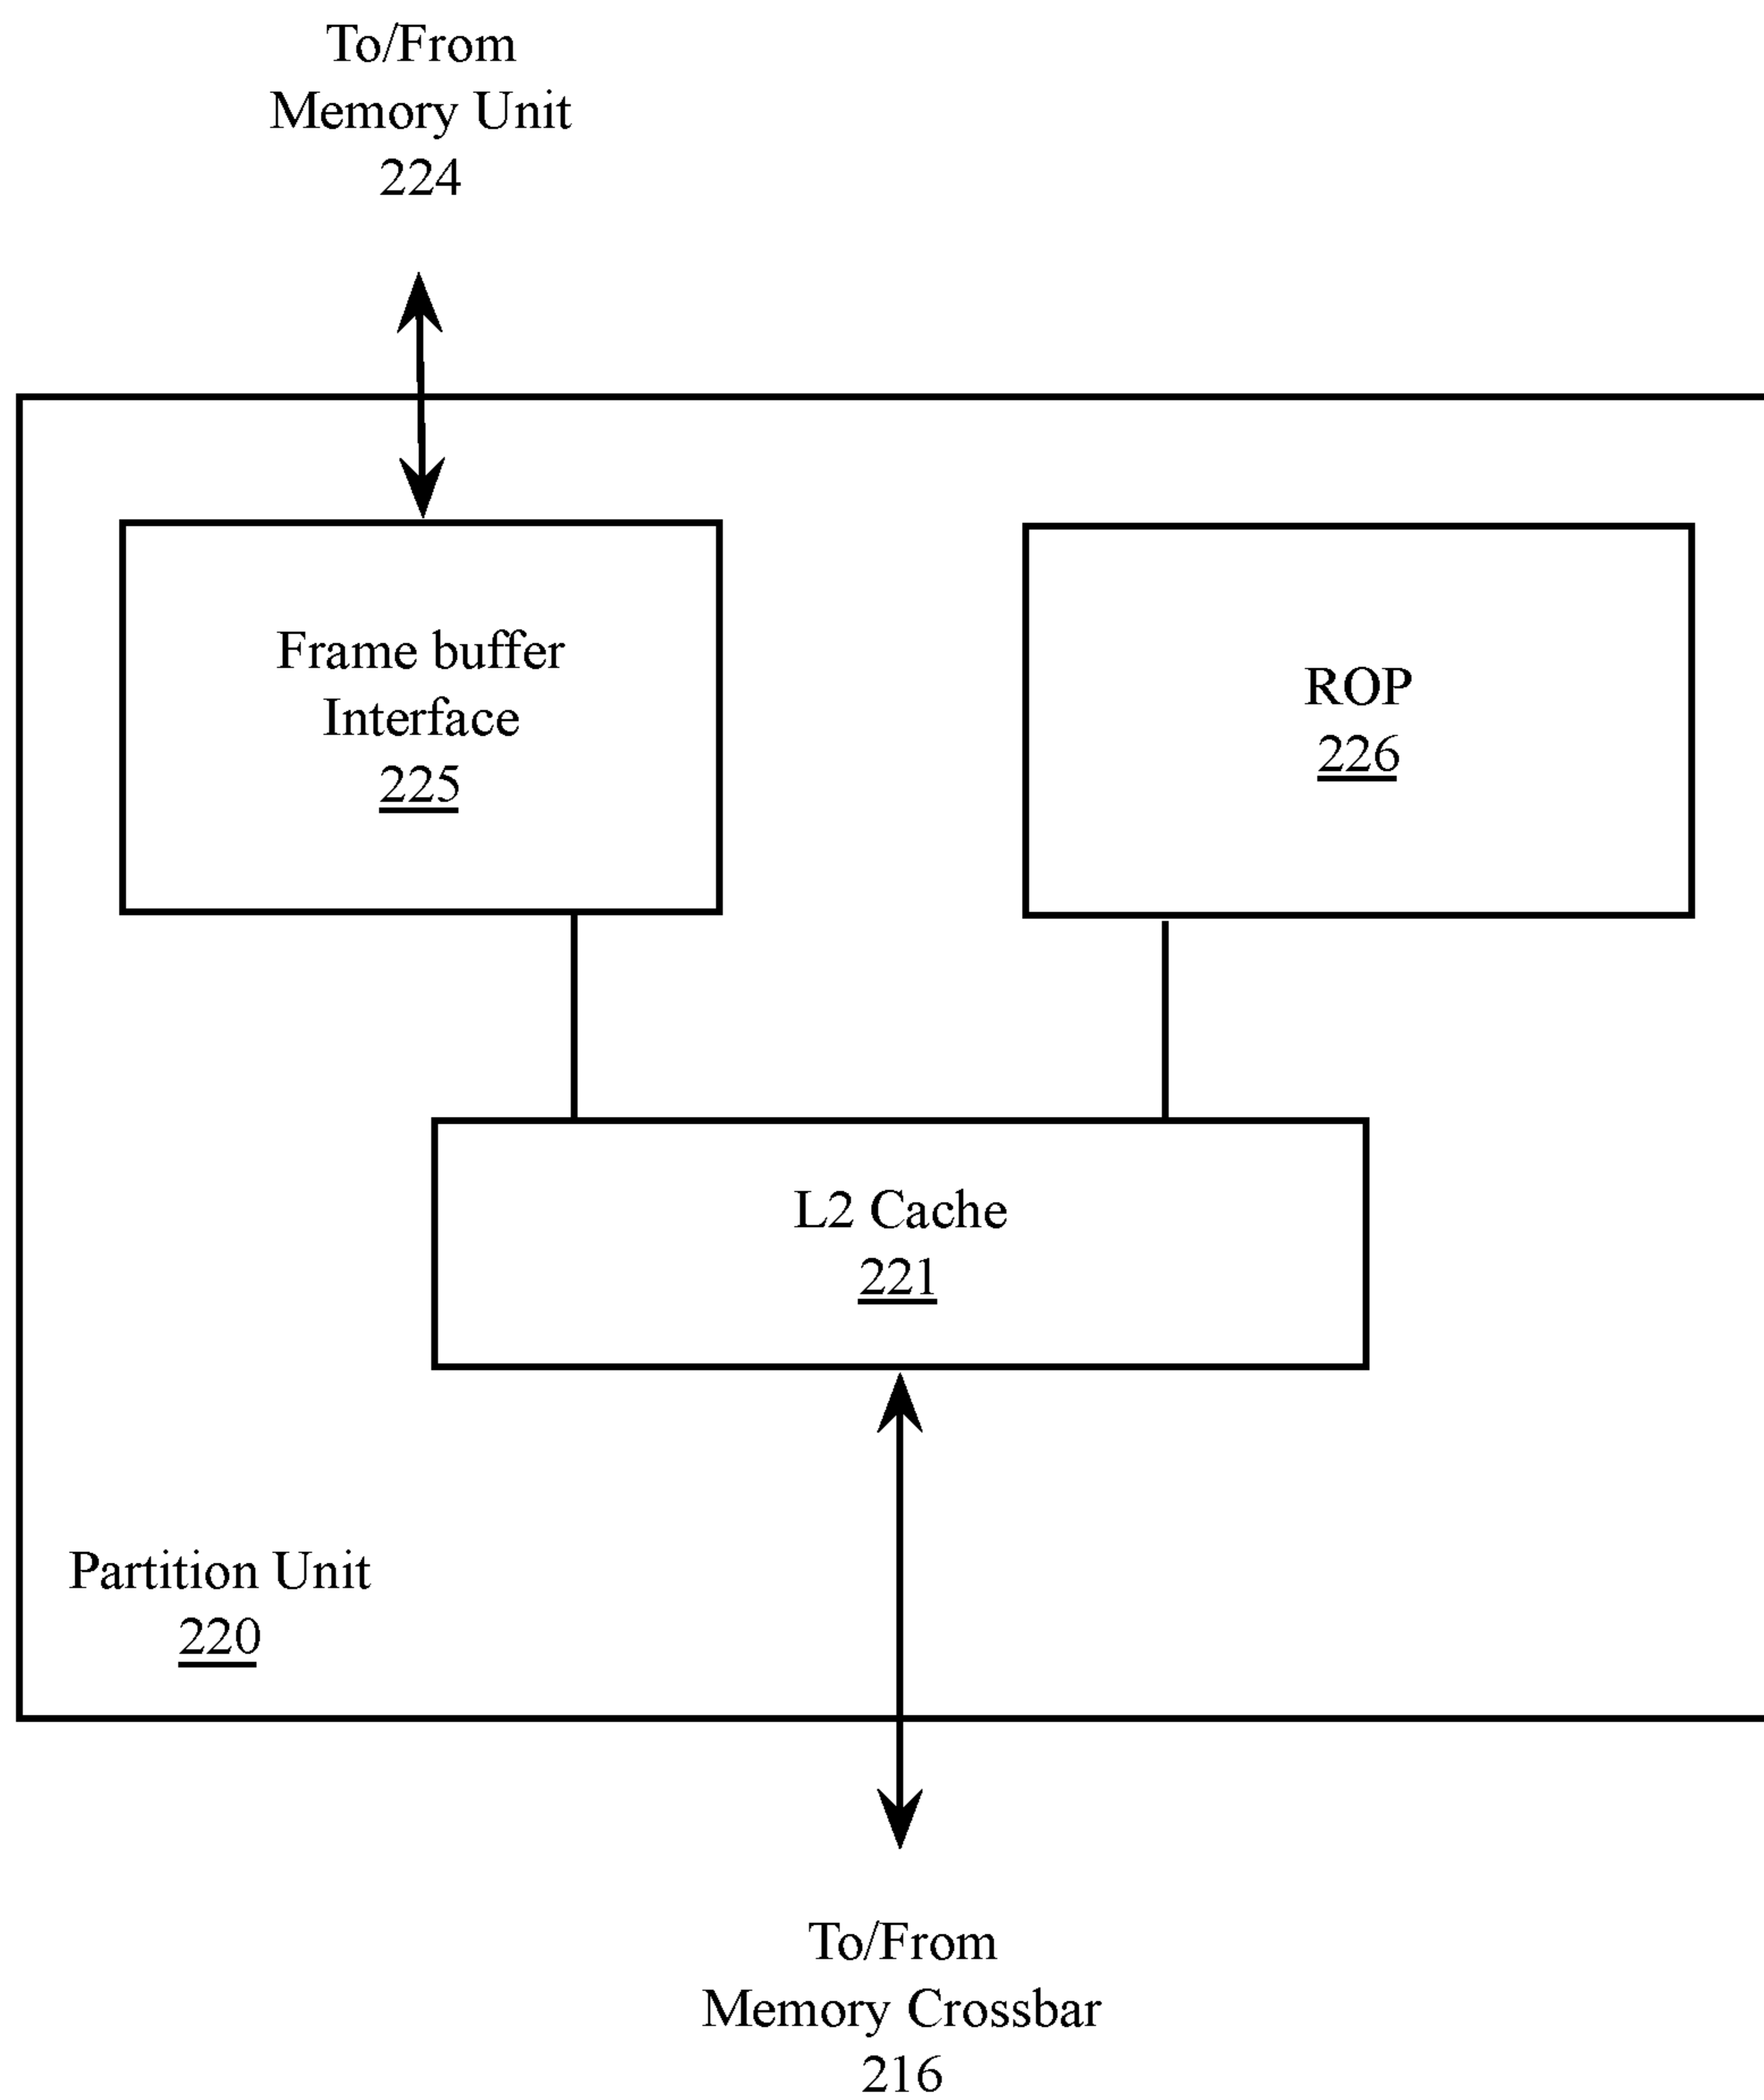 To/From
Memory Unit
224
Frame buffer
Interface
225
ROP
226
L2 Cache
221
Partition Unit
220
To/From
Memory Crossbar
216